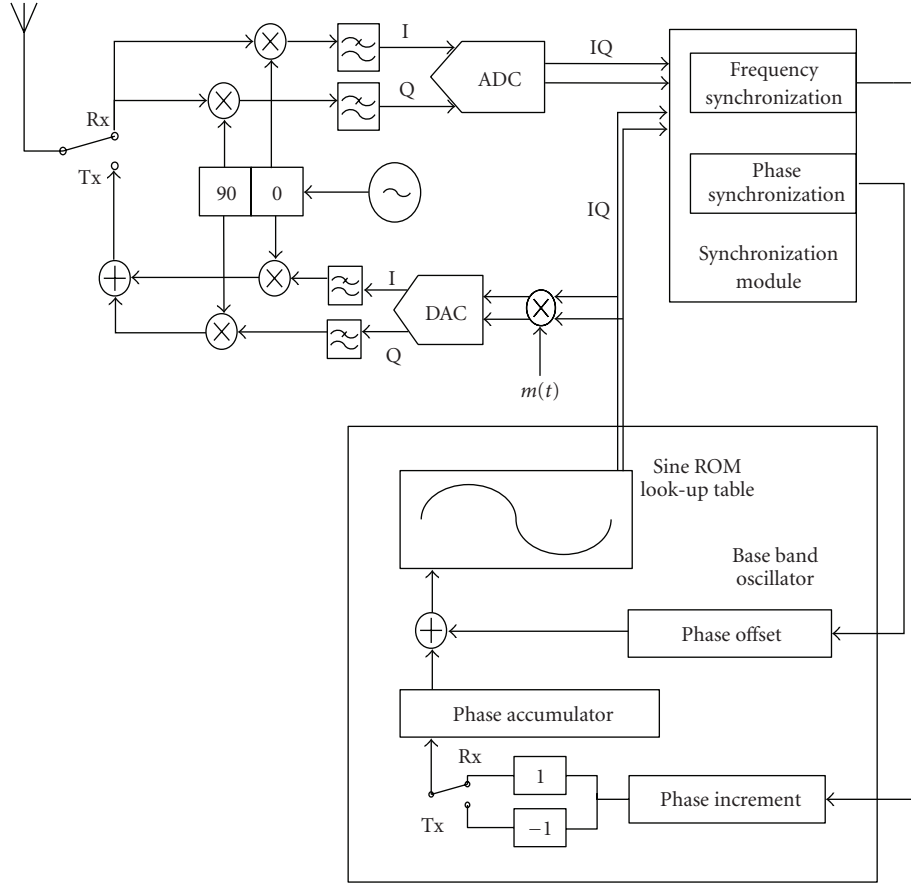 I
IQ
ADC
Frequency
synchronization
Q
Rx
Tx
90
0
Phase
synchronization
IQ
Synchronization
module
I
DAC
Q
m(t)
Sine ROM
look-up table
Base band
oscillator
Phase offset
Phase accumulator
Rx
1
Phase increment
Tx
−1